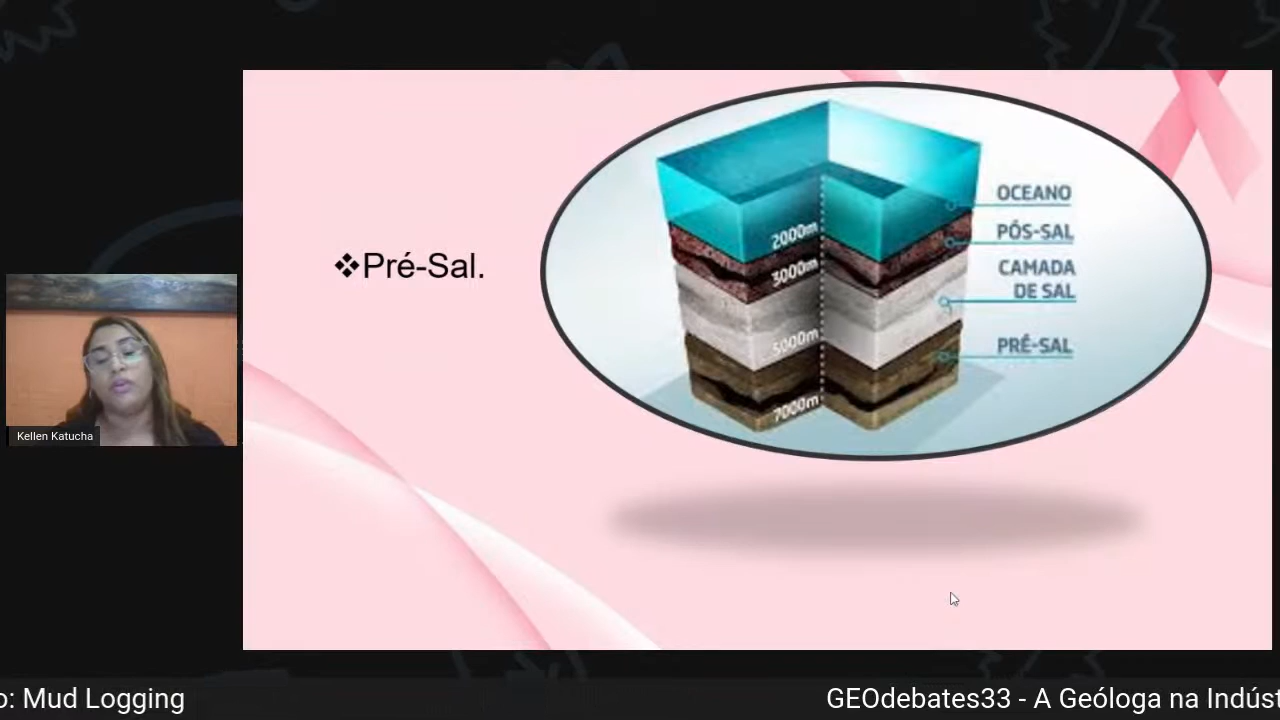 OCEANO
PÓS-SAL
2000m
CAMADA
DE SAL
3000m
❖Pré-Sal.
5000m
PRÉ-SAL
7000m
Kellen Katucha
o: Mud Logging
GEOdebates33 - A Geóloga na Indúst